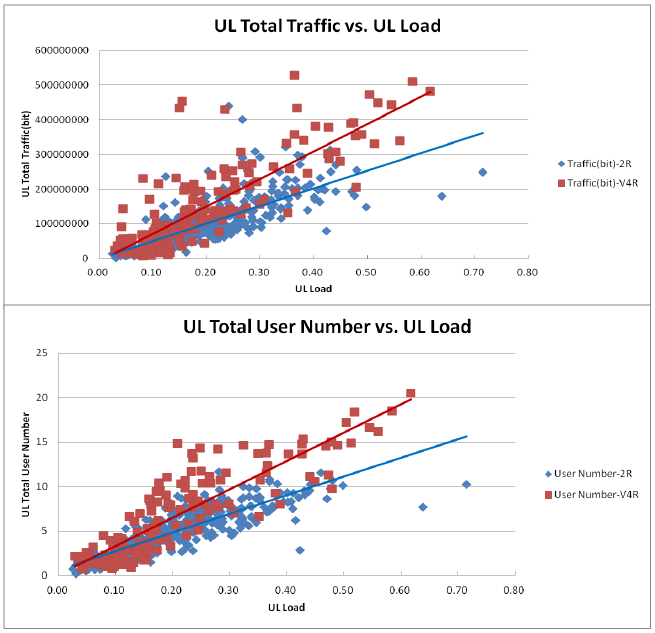 UL Total Traffic vs. UL Load
600000000
500000000
400000000
300000000
200000000
100000000
0
UL Total Traffic(bit)
0.00 0.10 0.20 0.30 0.40 0.50 0.60 0.70 0.80
UL Load
Traffic(bit)-2R
Traffic(bit)-V4R
UL Total User Number vs. UL Load
25
20
15
10
5
0
UL Total User Number
0.00 0.10 0.20 0.30 0.40 0.50 0.60 0.70 0.80
UL Load
User Number-2R
User Number-V4R